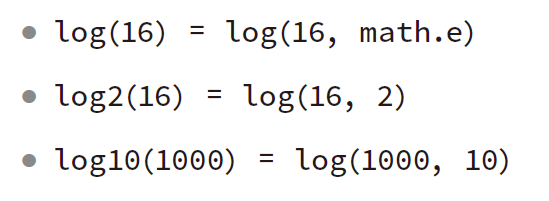 • log(16) = log(16, math.e)
• log2(16) = log(16, 2)
• log10(1000) = log(1000, 10)